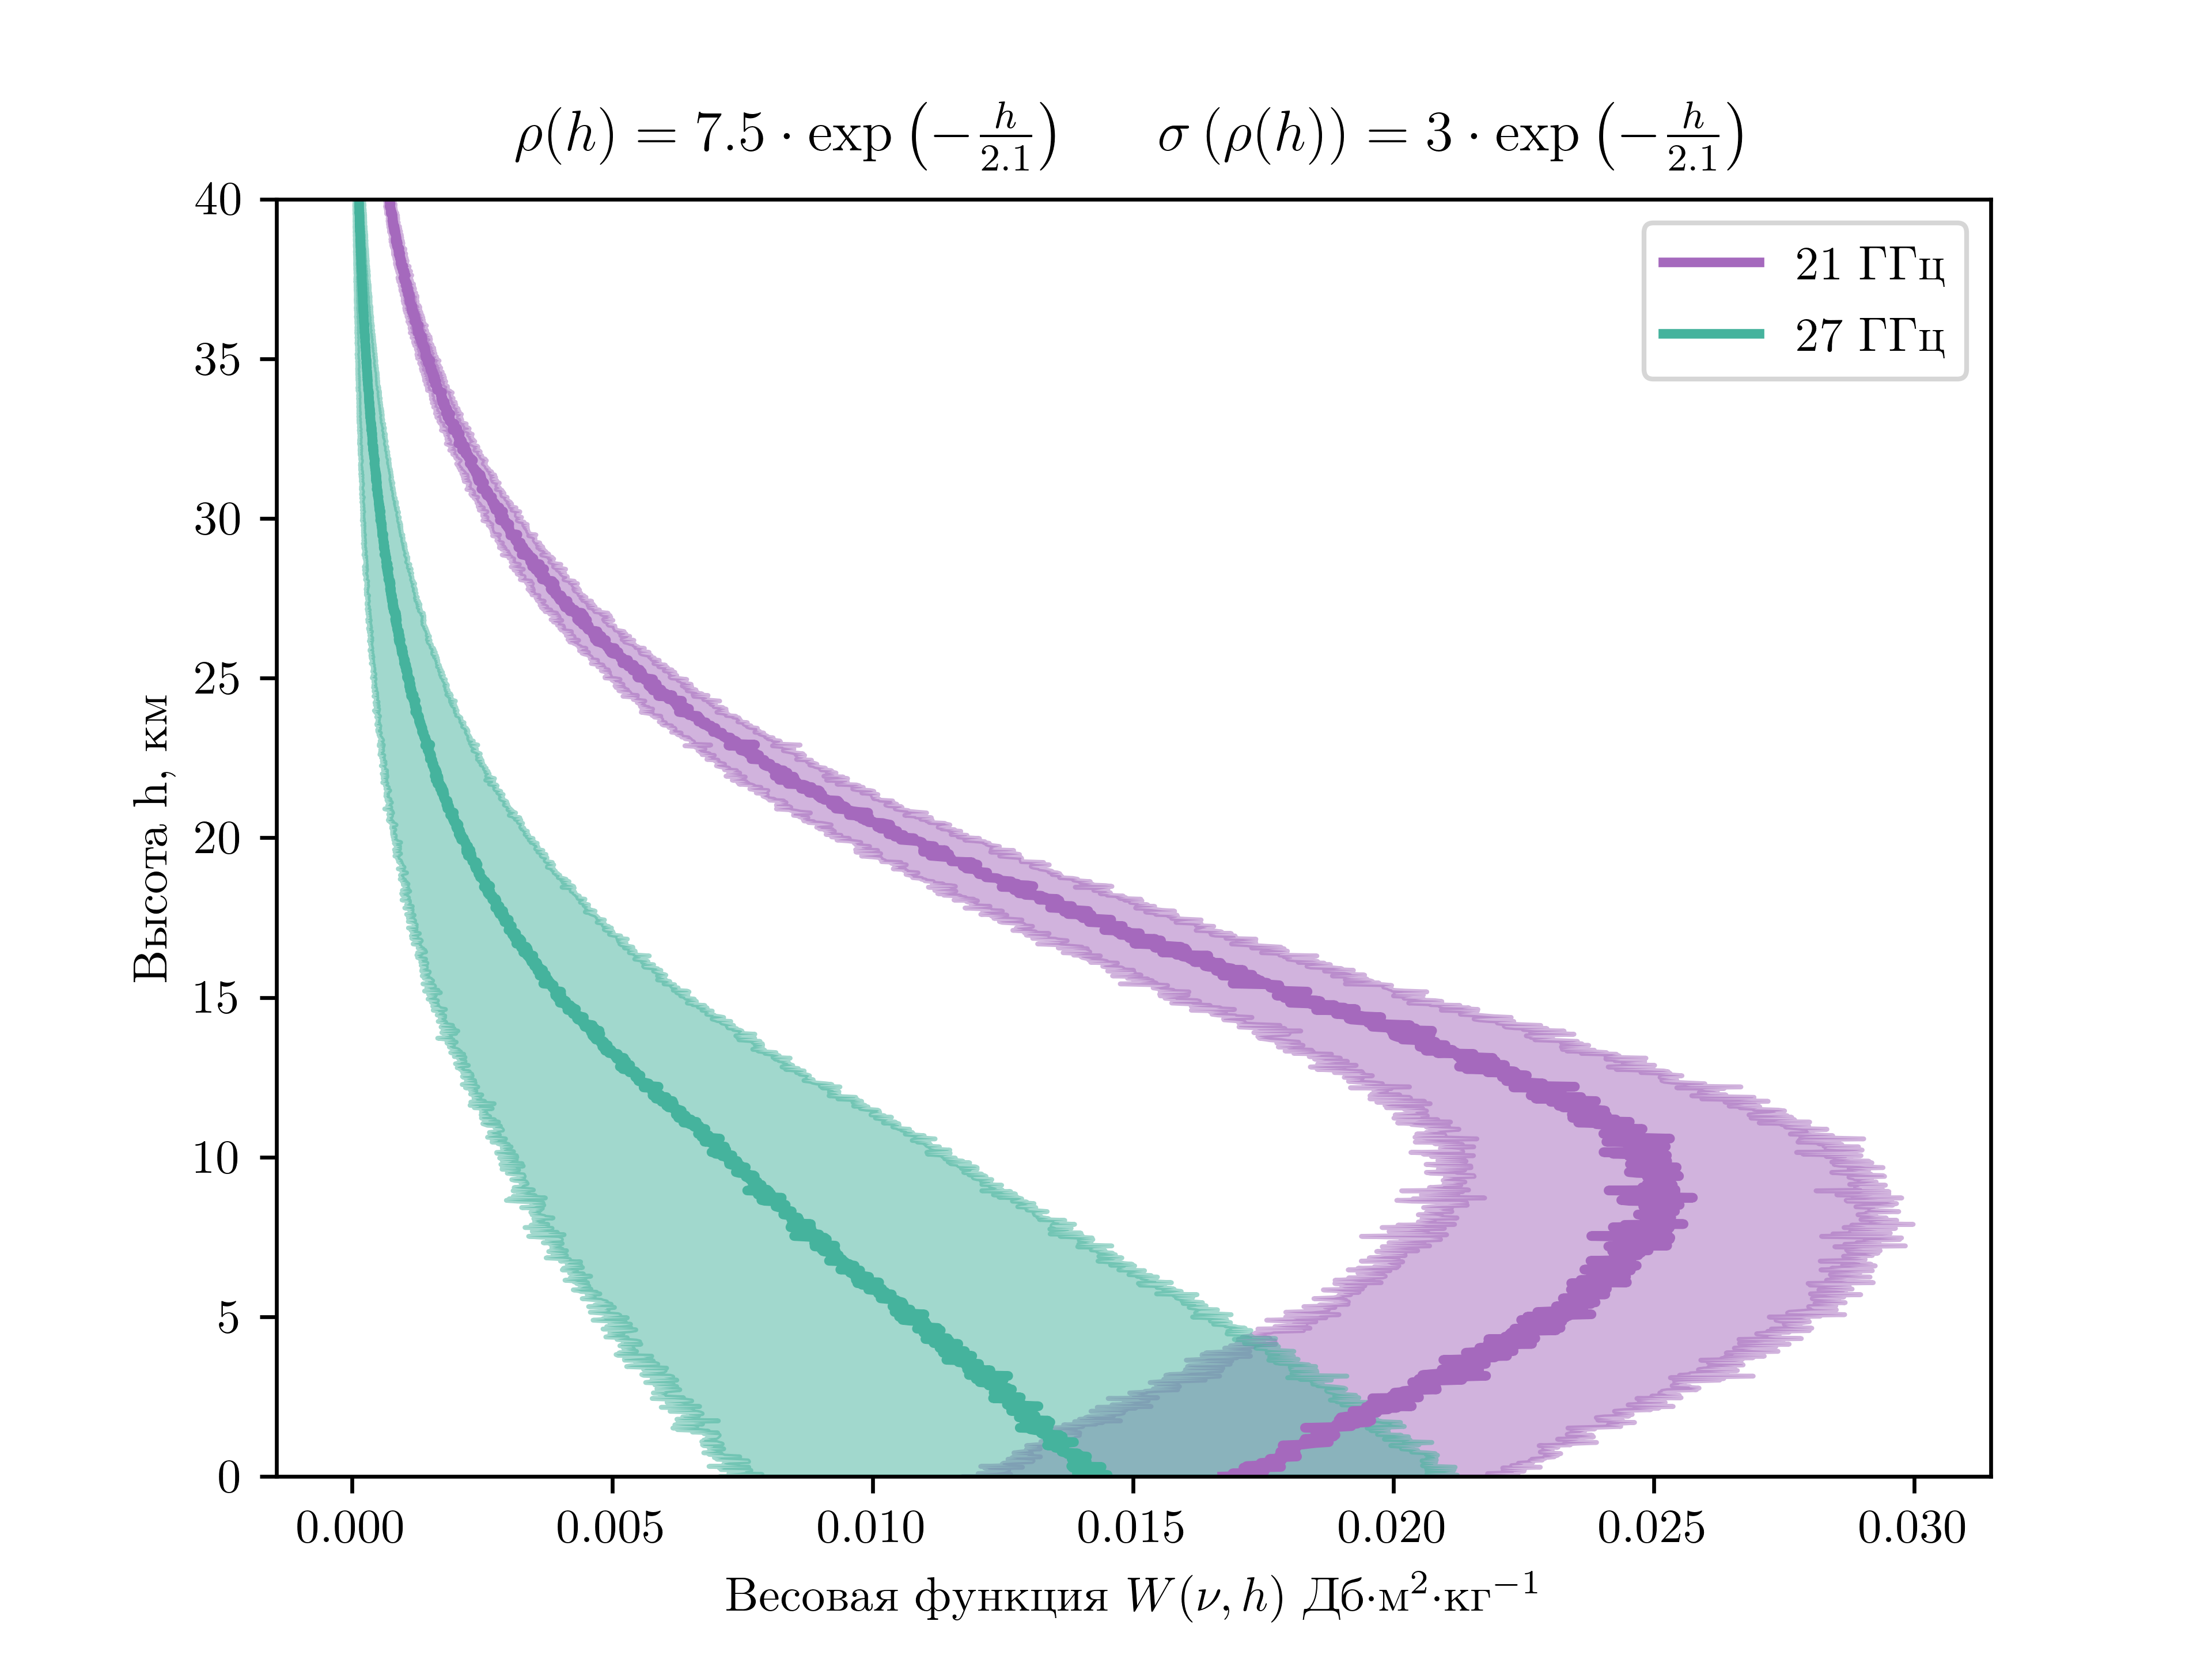 ρ(h) = 7.5 · exp (−h/2.1)   σ (ρ(h)) = 3 · exp (−h/2.1)
21 ГГц
27 ГГц
40
35
30
25
20
15
10
5
0
Высота h, км
0.000 0.005 0.010 0.015 0.020 0.025 0.030
Весовая функция W(ν, h) Дб·м²·кг⁻¹